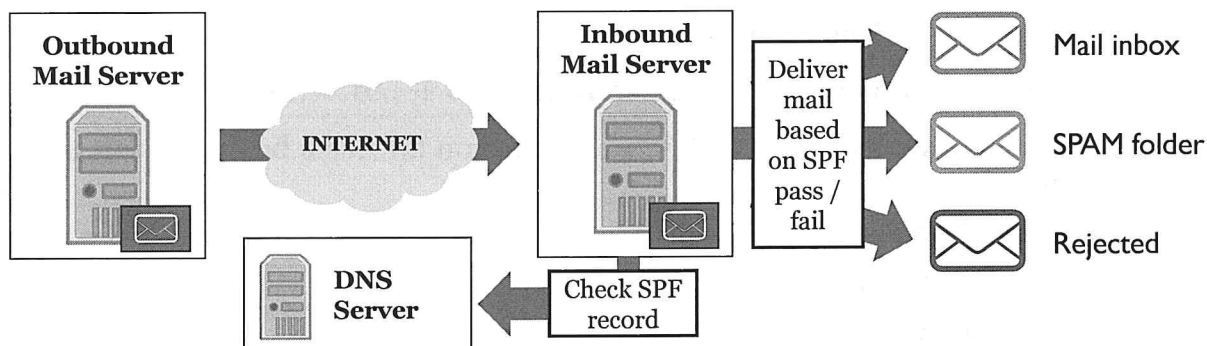 Outbound
Mail Server
INTERNET
Inbound
Mail Server
Deliver
mail
based
on SPF
pass /
fail
Mail inbox
SPAM folder
Rejected
DNS
Server
Check SPF
record